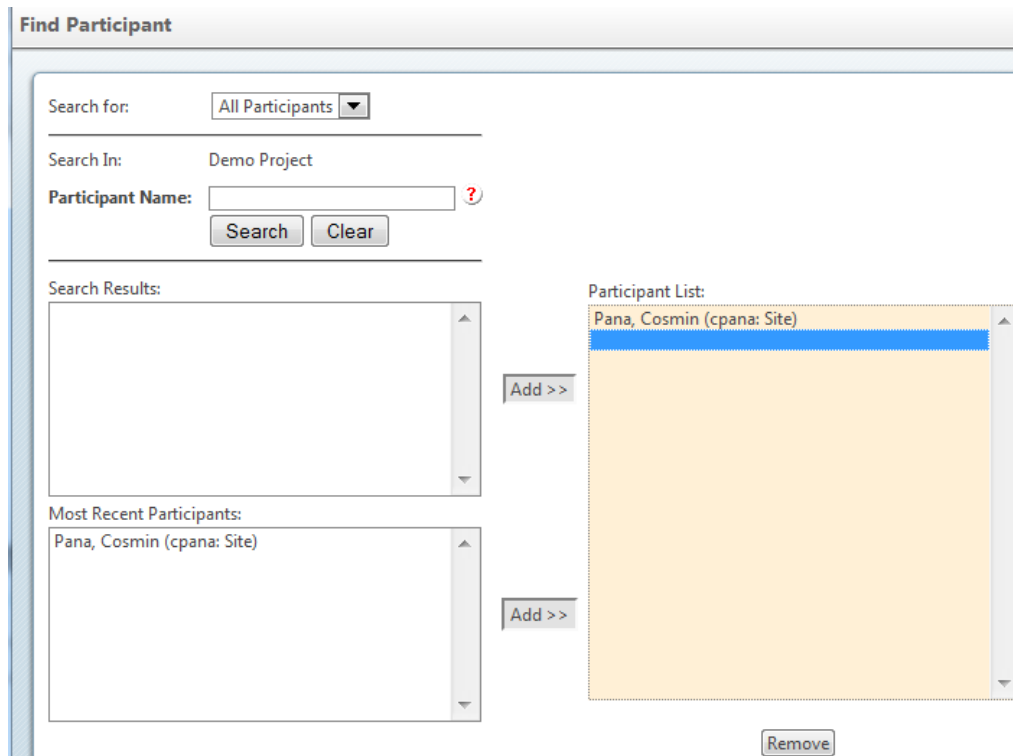 Find Participant
Search for: All Participants
Search In: Demo Project
Participant Name: ?
Search Clear
Search Results:
Participant List:
Pana, Cosmin (cpana: Site)
Add >>
Most Recent Participants:
Pana, Cosmin (cpana: Site)
Add >>
Remove